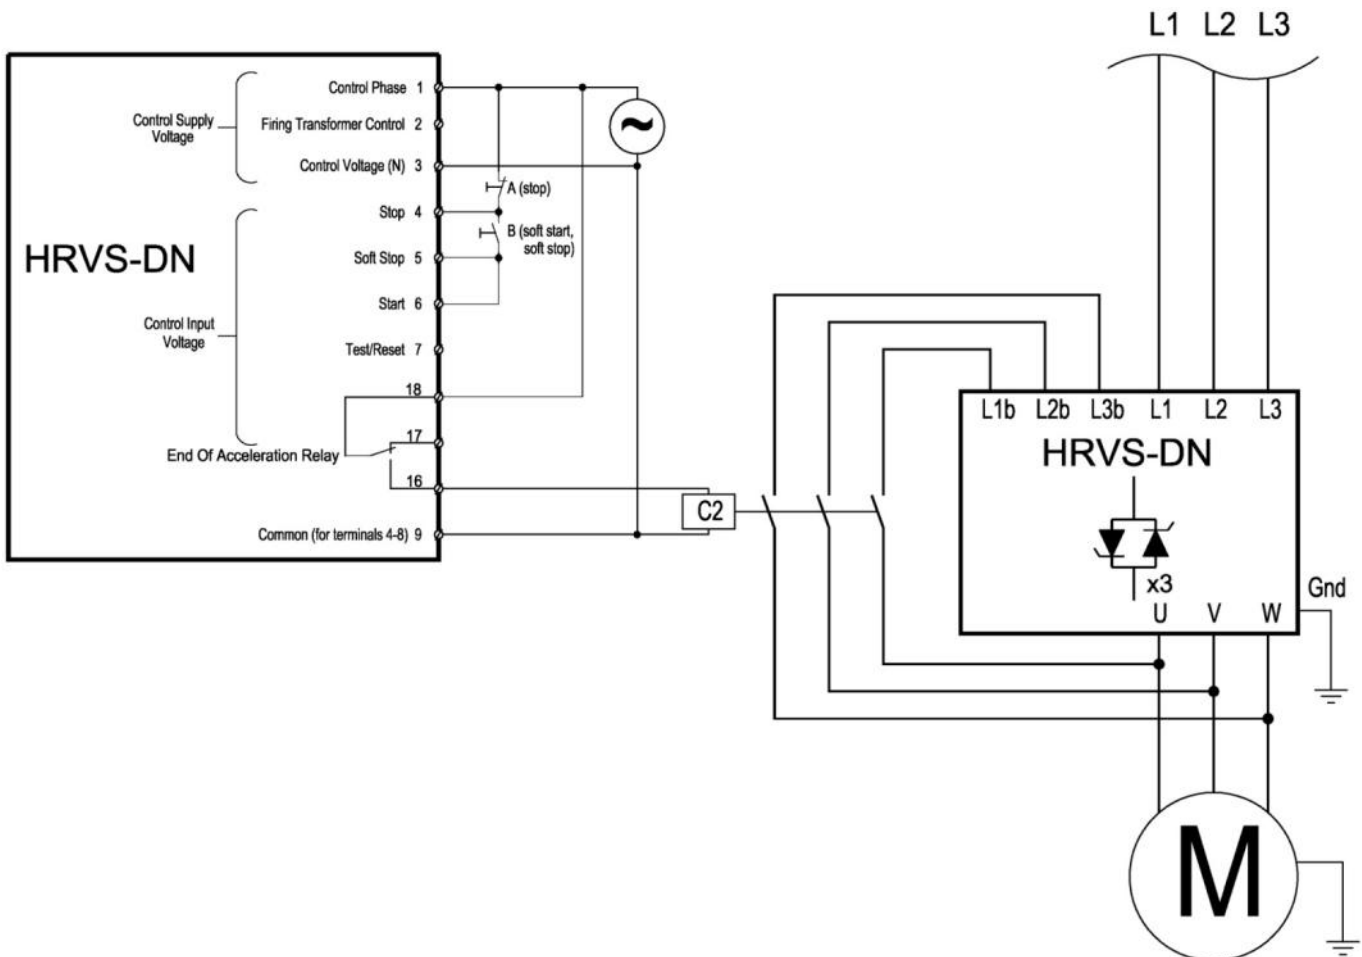 L1 L2 L3
Control Phase 1
Control Supply
Voltage
Firing Transformer Control 2
~
Control Voltage (N) 3
A (stop)
Stop 4
B (soft start,
soft stop)
HRVS-DN
Soft Stop 5
Start 6
Control Input
Voltage
Test/Reset 7
18
17
End Of Acceleration Relay
16
Common (for terminals 4-8) 9
C2
L1b L2b L3b L1 L2 L3
HRVS-DN
x3
U V W
Gnd
M